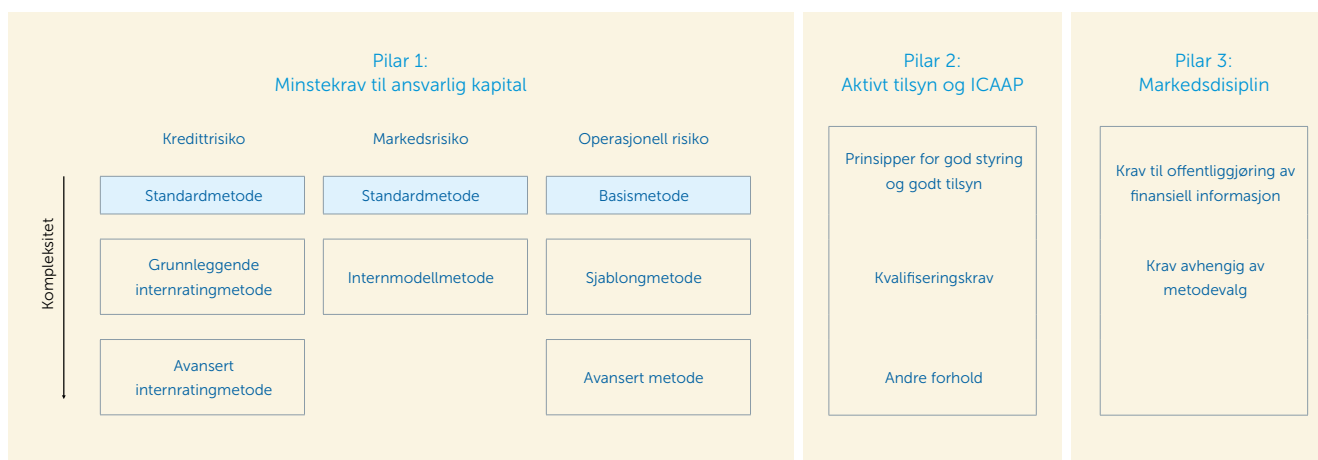 Pilar 1:
Minstekrav til ansvarlig kapital
Kredittrisiko
Markedsrisiko
Operasjonell risiko
Kompleksitet
Standardmetode
Standardmetode
Basismetode
Grunnleggende
internratingmetode
Internmodellmetode
Sjablongmetode
Avansert
internratingmetode
Avansert metode
Pilar 2:
Aktivt tilsyn og ICAAP
Prinsipper for god styring
og godt tilsyn
Kvalifiseringskrav
Andre forhold
Pilar 3:
Markedsdisiplin
Krav til offentliggjøring av
finansiell informasjon
Krav avhengig av
metodevalg